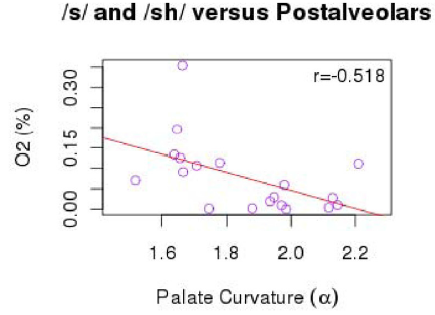 /s/ and /sh/ versus Postalveolars
r=-0.518
O2 (%)
0.30
0.15
0.00
1.6 1.8 2.0 2.2
Palate Curvature (α)